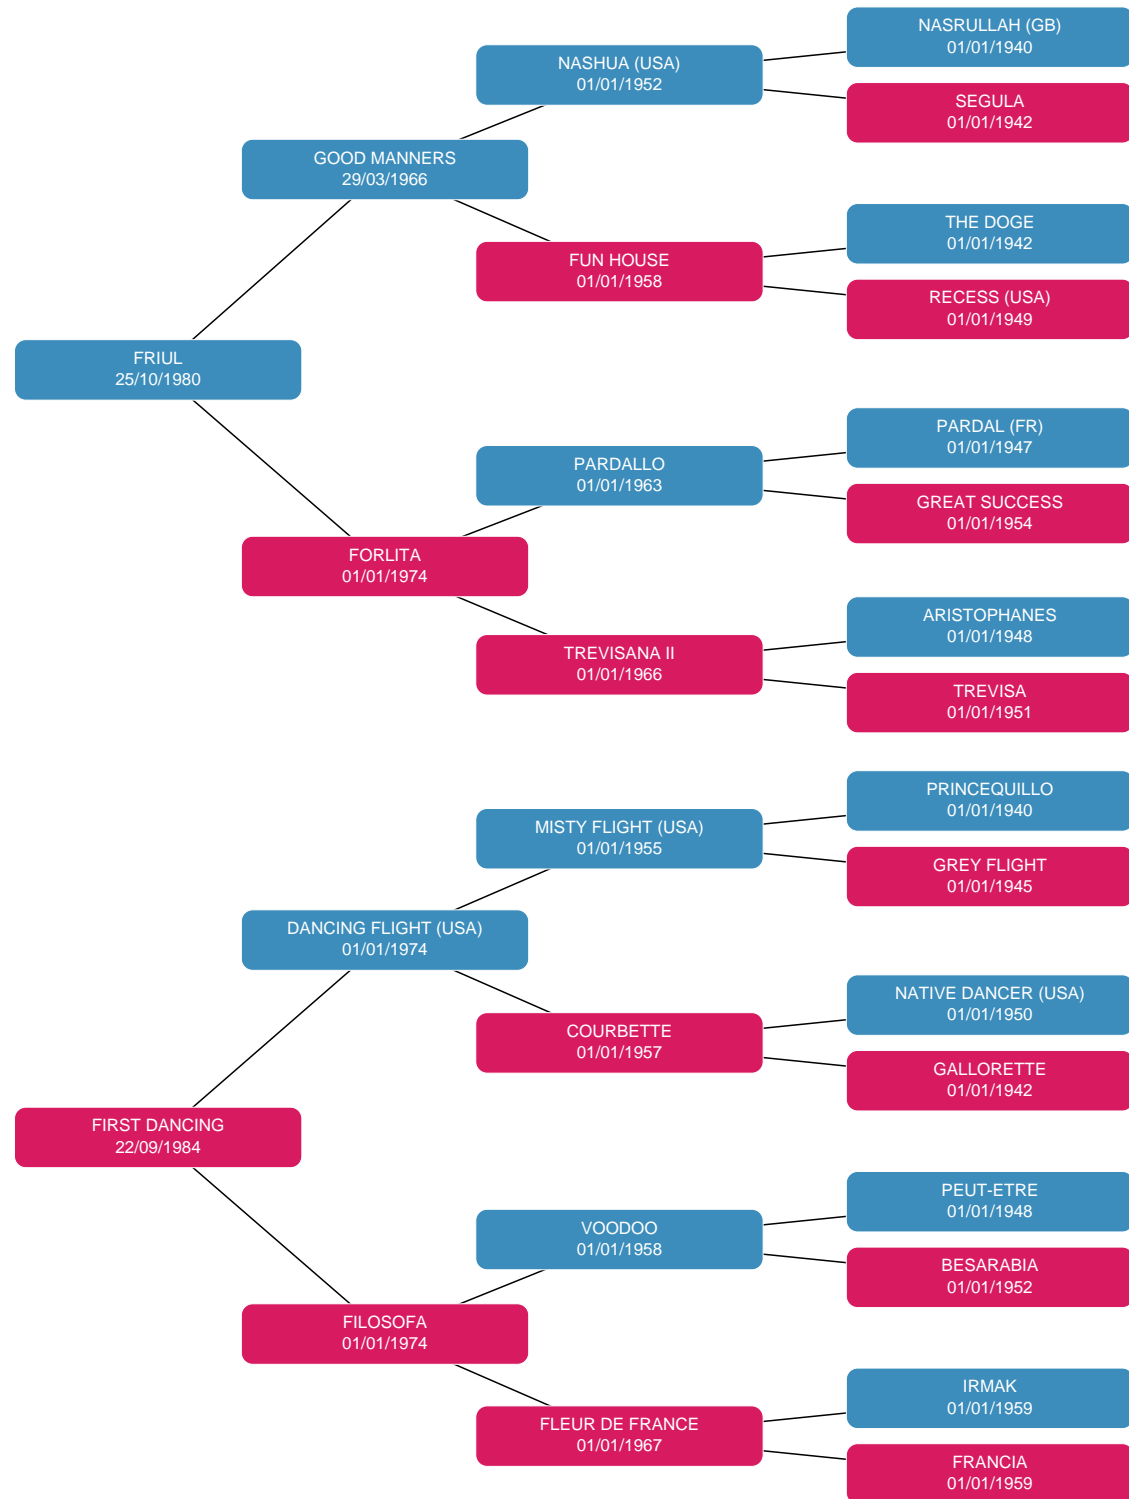 NASRULLAH (GB)
01/01/1940
NASHUA (USA)
01/01/1952
SEGULA
01/01/1942
GOOD MANNERS
29/03/1966
THE DOGE
01/01/1942
FUN HOUSE
01/01/1958
RECESS (USA)
01/01/1949
FRIUL
25/10/1980
PARDAL (FR)
01/01/1947
PARDALLO
01/01/1963
GREAT SUCCESS
01/01/1954
FORLITA
01/01/1974
ARISTOPHANES
01/01/1948
TREVISANA II
01/01/1966
TREVISA
01/01/1951
PRINCEQUILLO
01/01/1940
MISTY FLIGHT (USA)
01/01/1955
GREY FLIGHT
01/01/1945
DANCING FLIGHT (USA)
01/01/1974
NATIVE DANCER (USA)
01/01/1950
COURBETTE
01/01/1957
GALLORETTE
01/01/1942
FIRST DANCING
22/09/1984
PEUT-ETRE
01/01/1948
VOODOO
01/01/1958
BESARABIA
01/01/1952
FILOSOFA
01/01/1974
IRMAK
01/01/1959
FLEUR DE FRANCE
01/01/1967
FRANCIA
01/01/1959